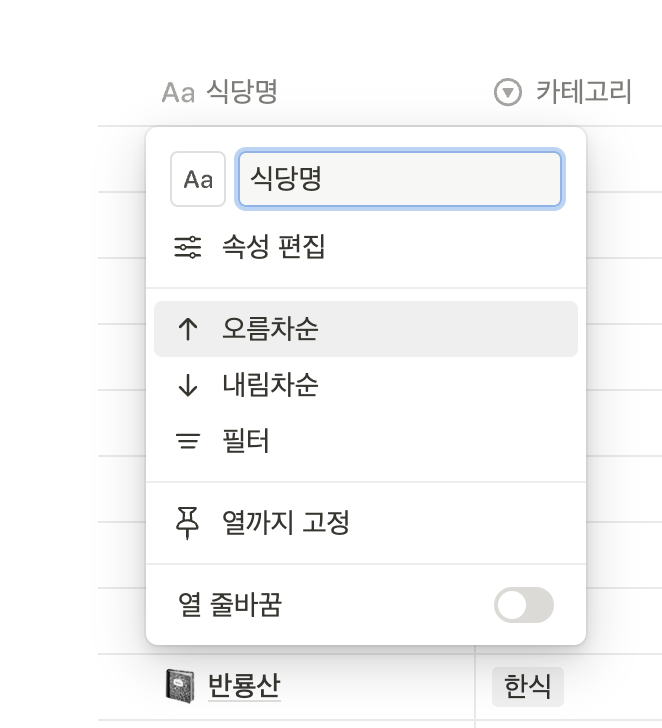 Aa 식당명 카테고리
Aa 식당명
속성 편집
오름차순
내림차순
필터
열까지 고정
열 줄바꿈
반룡산 한식